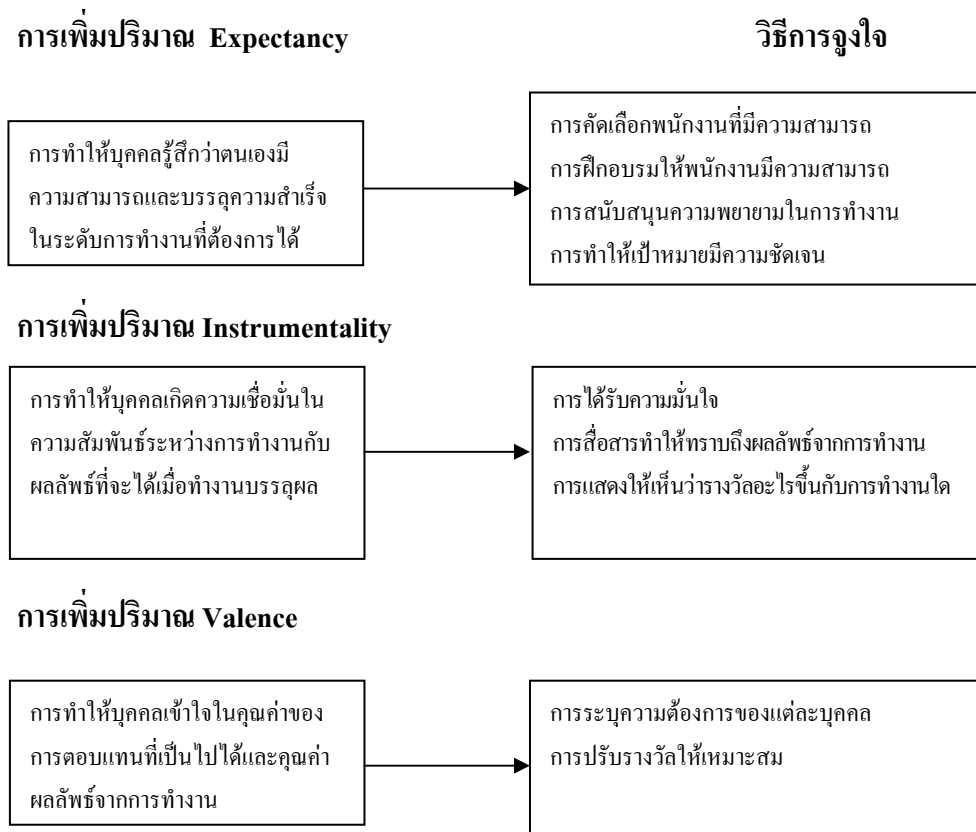 การเพิ่มปริมาณ Expectancy
วิธีการจูงใจ
การทำให้บุคคลรู้สึกว่าตนเองมี
ความสามารถและบรรลุความสำเร็จ
ในระดับการทำงานที่ต้องการได้
การคัดเลือกพนักงานที่มีความสามารถ
การฝึกอบรมให้พนักงานมีความสามารถ
การสนับสนุนความพยายามในการทำงาน
การทำให้เป้าหมายมีความชัดเจน
การเพิ่มปริมาณ Instrumentality
การทำให้บุคคลเกิดความเชื่อมั่นใน
ความสัมพันธ์ระหว่างการทำงานกับ
ผลลัพธ์ที่จะได้เมื่อทำงานบรรลุผล
การได้รับความมั่นใจ
การสื่อสารทำให้ทราบถึงผลลัพธ์จากการทำงาน
การแสดงให้เห็นว่ารางวัลอะไรขึ้นกับการทำงานใด
การเพิ่มปริมาณ Valence
การทำให้บุคคลเข้าใจในคุณค่าของ
การตอบแทนที่เป็นไปได้และคุณค่า
ผลลัพธ์จากการทำงาน
การระบุความต้องการของแต่ละบุคคล
การปรับรางวัลให้เหมาะสม